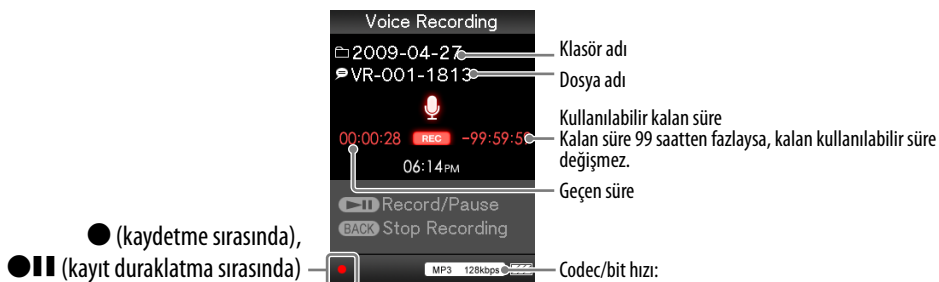 Voice Recording
2009-04-27
Klasör adı
VR-001-1813
Dosya adı
Kullanılabilir kalan süre
00:00:28 REC -99:59:59
Kalan süre 99 saatten fazlaysa, kalan kullanılabilir süre
değişmez.
06:14PM
Geçen süre
Record/Pause
BACK Stop Recording
(kaydetme sırasında),
(kayıt duraklatma sırasında)
MP3 128kbps
Codec/bit hızı: